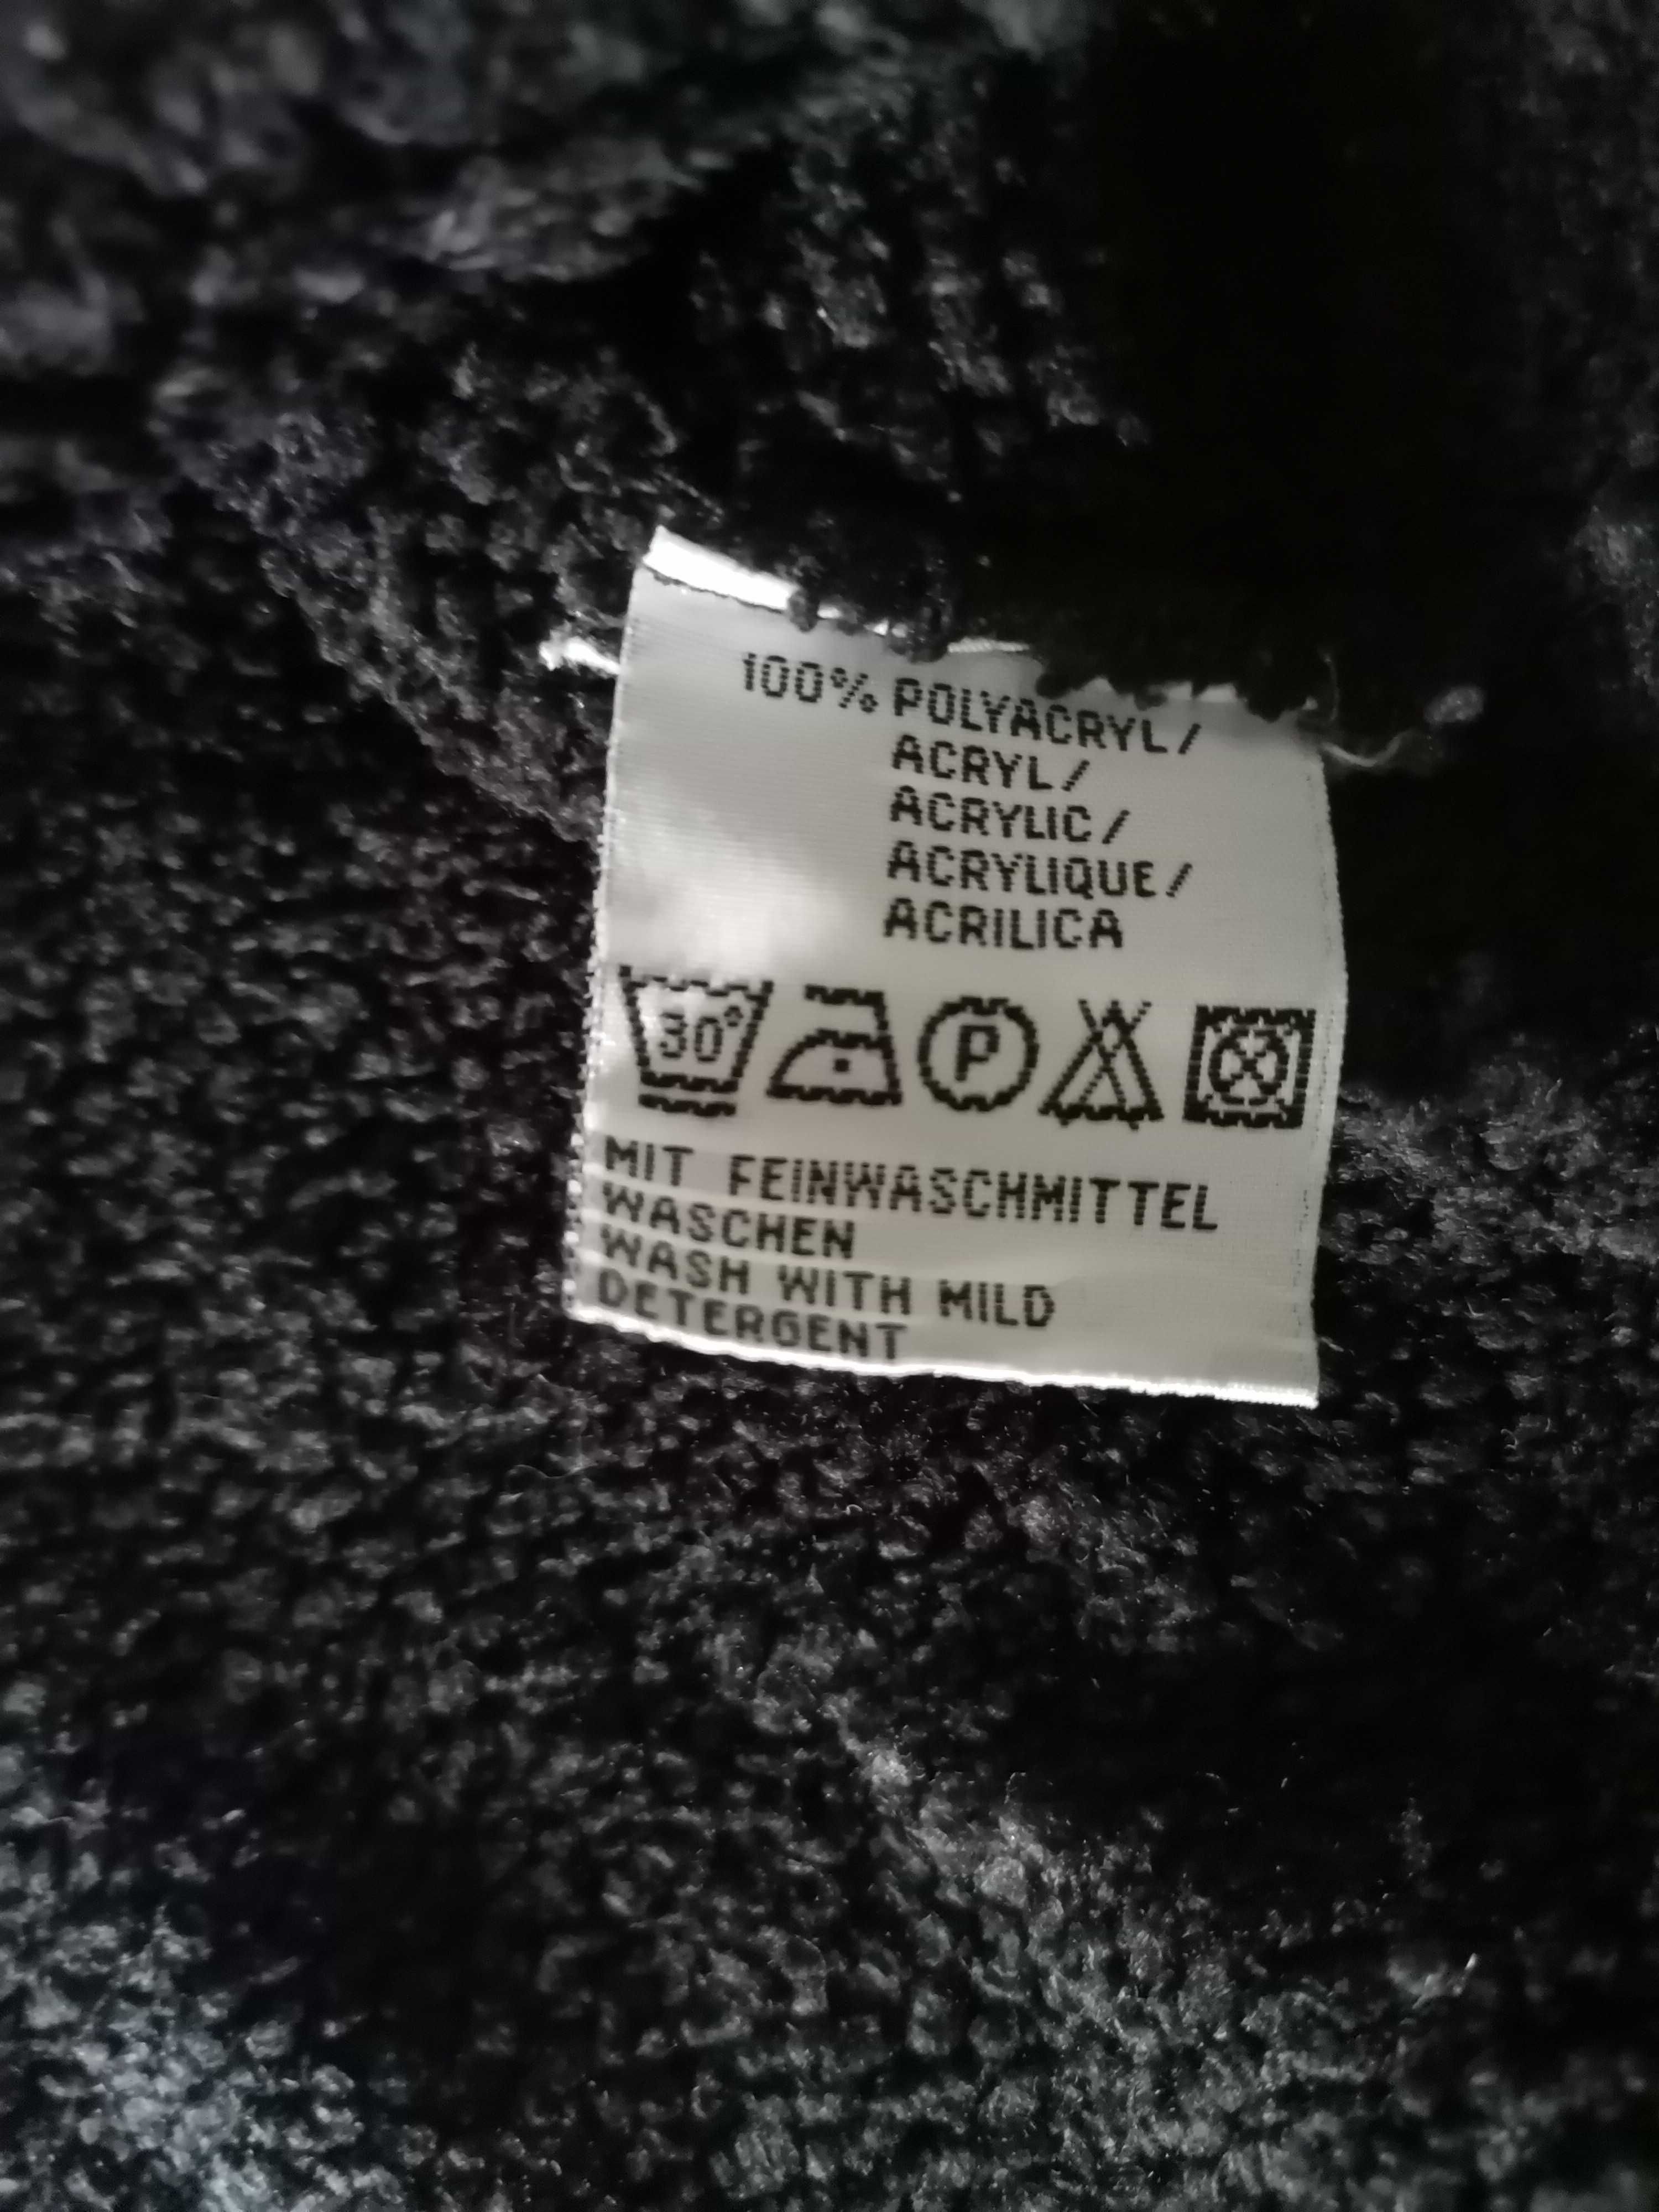 100% POLYACRYL/
ACRYL/
ACRYLIC/
ACRYLIQUE/
ACRILICA
30° P
MIT FEINWASCHMITTEL
WASCHEN
WASH WITH MILD
DETERGENT